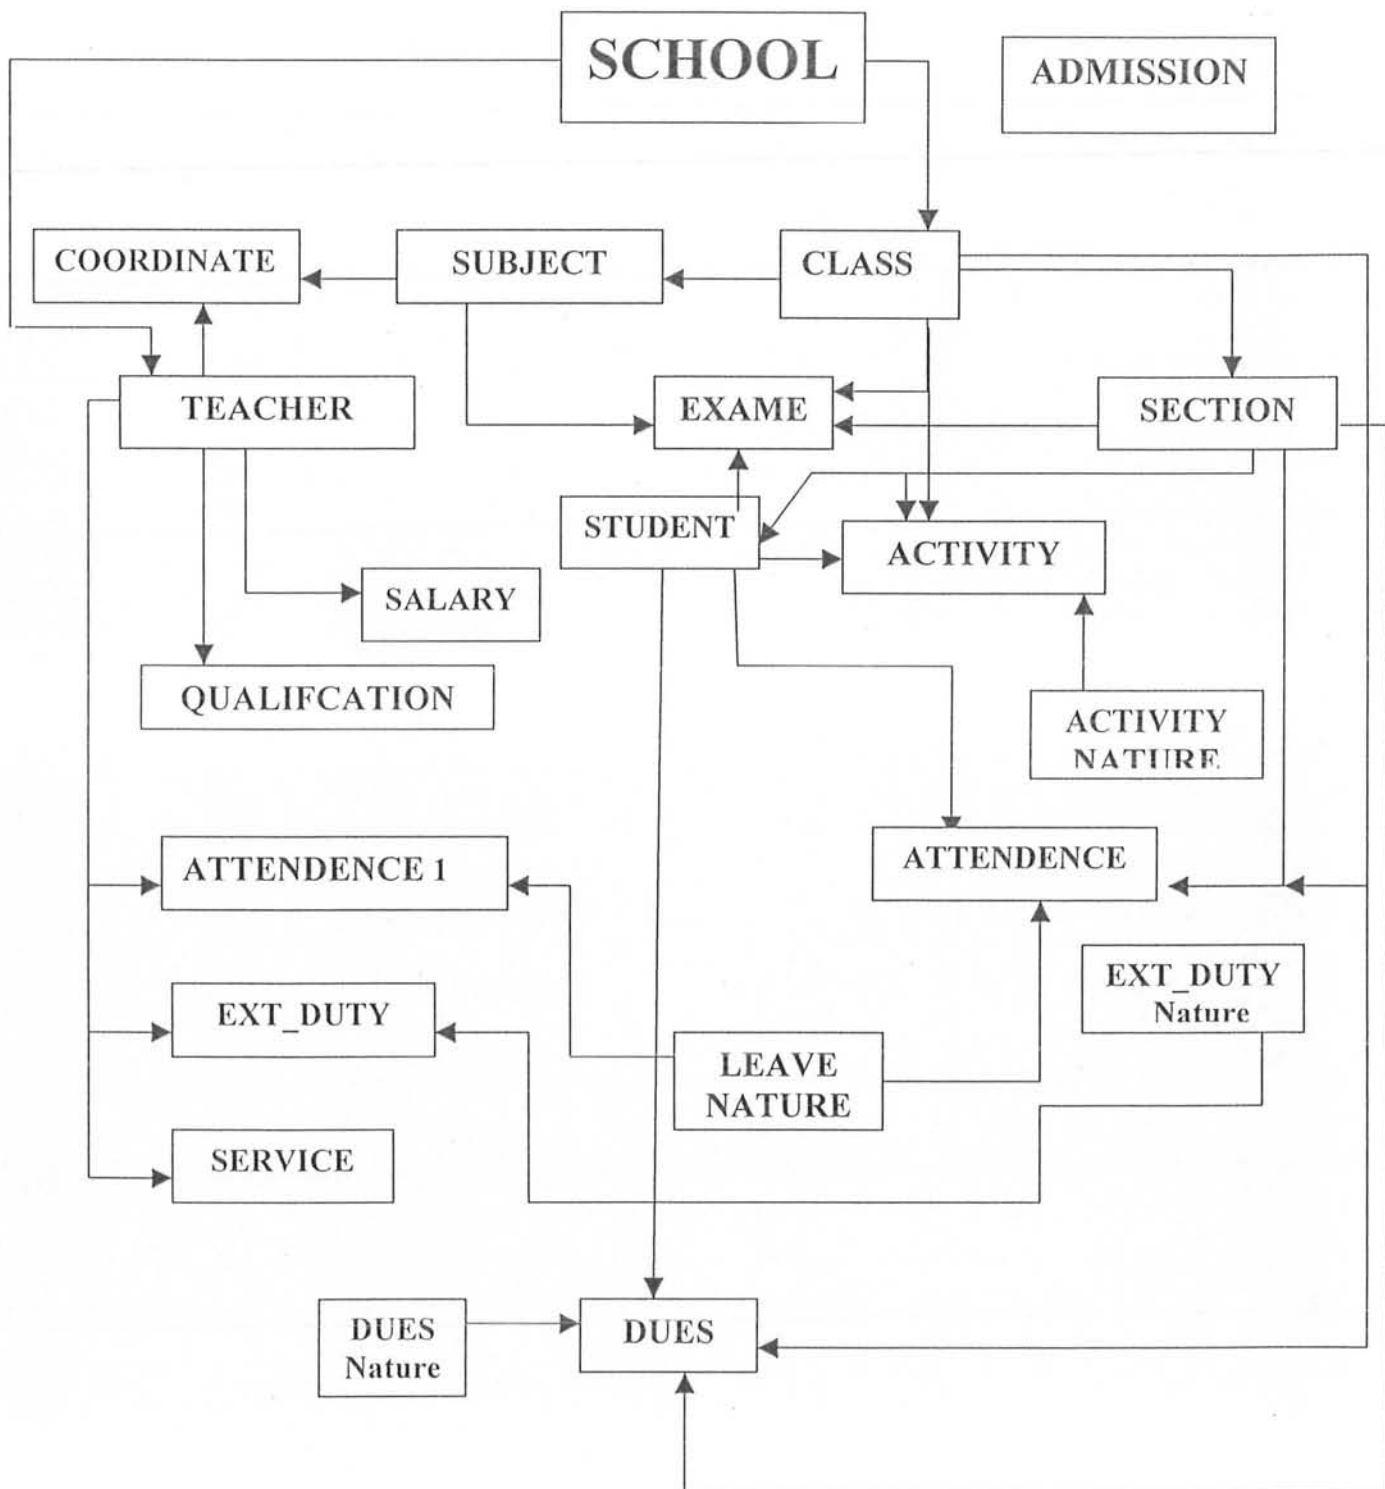 SCHOOL
ADMISSION
COORDINATE
SUBJECT
CLASS
TEACHER
EXAME
SECTION
STUDENT
ACTIVITY
SALARY
QUALIFCATION
ACTIVITY
NATURE
ATTENDENCE 1
ATTENDENCE
EXT_DUTY
EXT_DUTY
Nature
LEAVE
NATURE
SERVICE
DUES
Nature
DUES